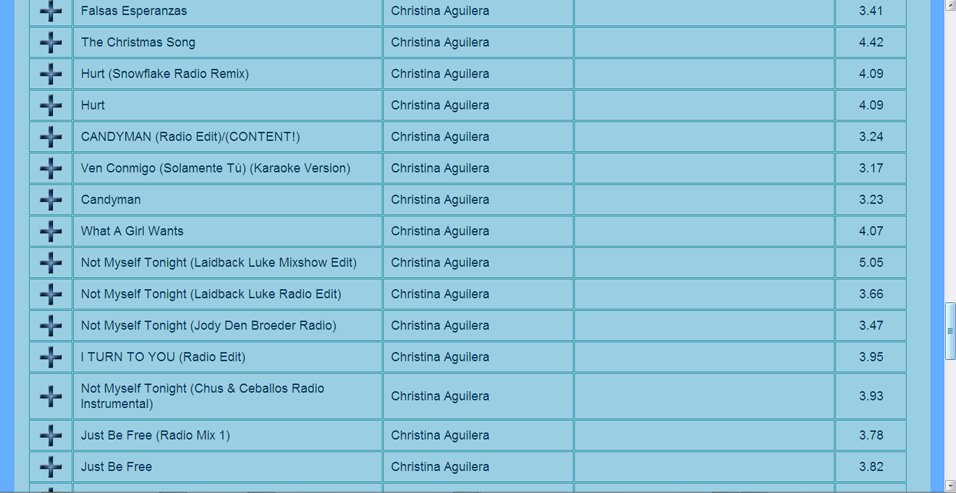 Falsas Esperanzas Christina Aguilera 3.41
The Christmas Song Christina Aguilera 4.42
Hurt (Snowflake Radio Remix) Christina Aguilera 4.09
Hurt Christina Aguilera 4.09
CANDYMAN (Radio Edit)/(CONTENT!) Christina Aguilera 3.24
Ven Conmigo (Solamente Tú) (Karaoke Version) Christina Aguilera 3.17
Candyman Christina Aguilera 3.23
What A Girl Wants Christina Aguilera 4.07
Not Myself Tonight (Laidback Luke Mixshow Edit) Christina Aguilera 5.05
Not Myself Tonight (Laidback Luke Radio Edit) Christina Aguilera 3.66
Not Myself Tonight (Jody Den Broeder Radio) Christina Aguilera 3.47
I TURN TO YOU (Radio Edit) Christina Aguilera 3.95
Not Myself Tonight (Chus & Ceballos Radio
Instrumental) Christina Aguilera 3.93
Just Be Free (Radio Mix 1) Christina Aguilera 3.78
Just Be Free Christina Aguilera 3.82